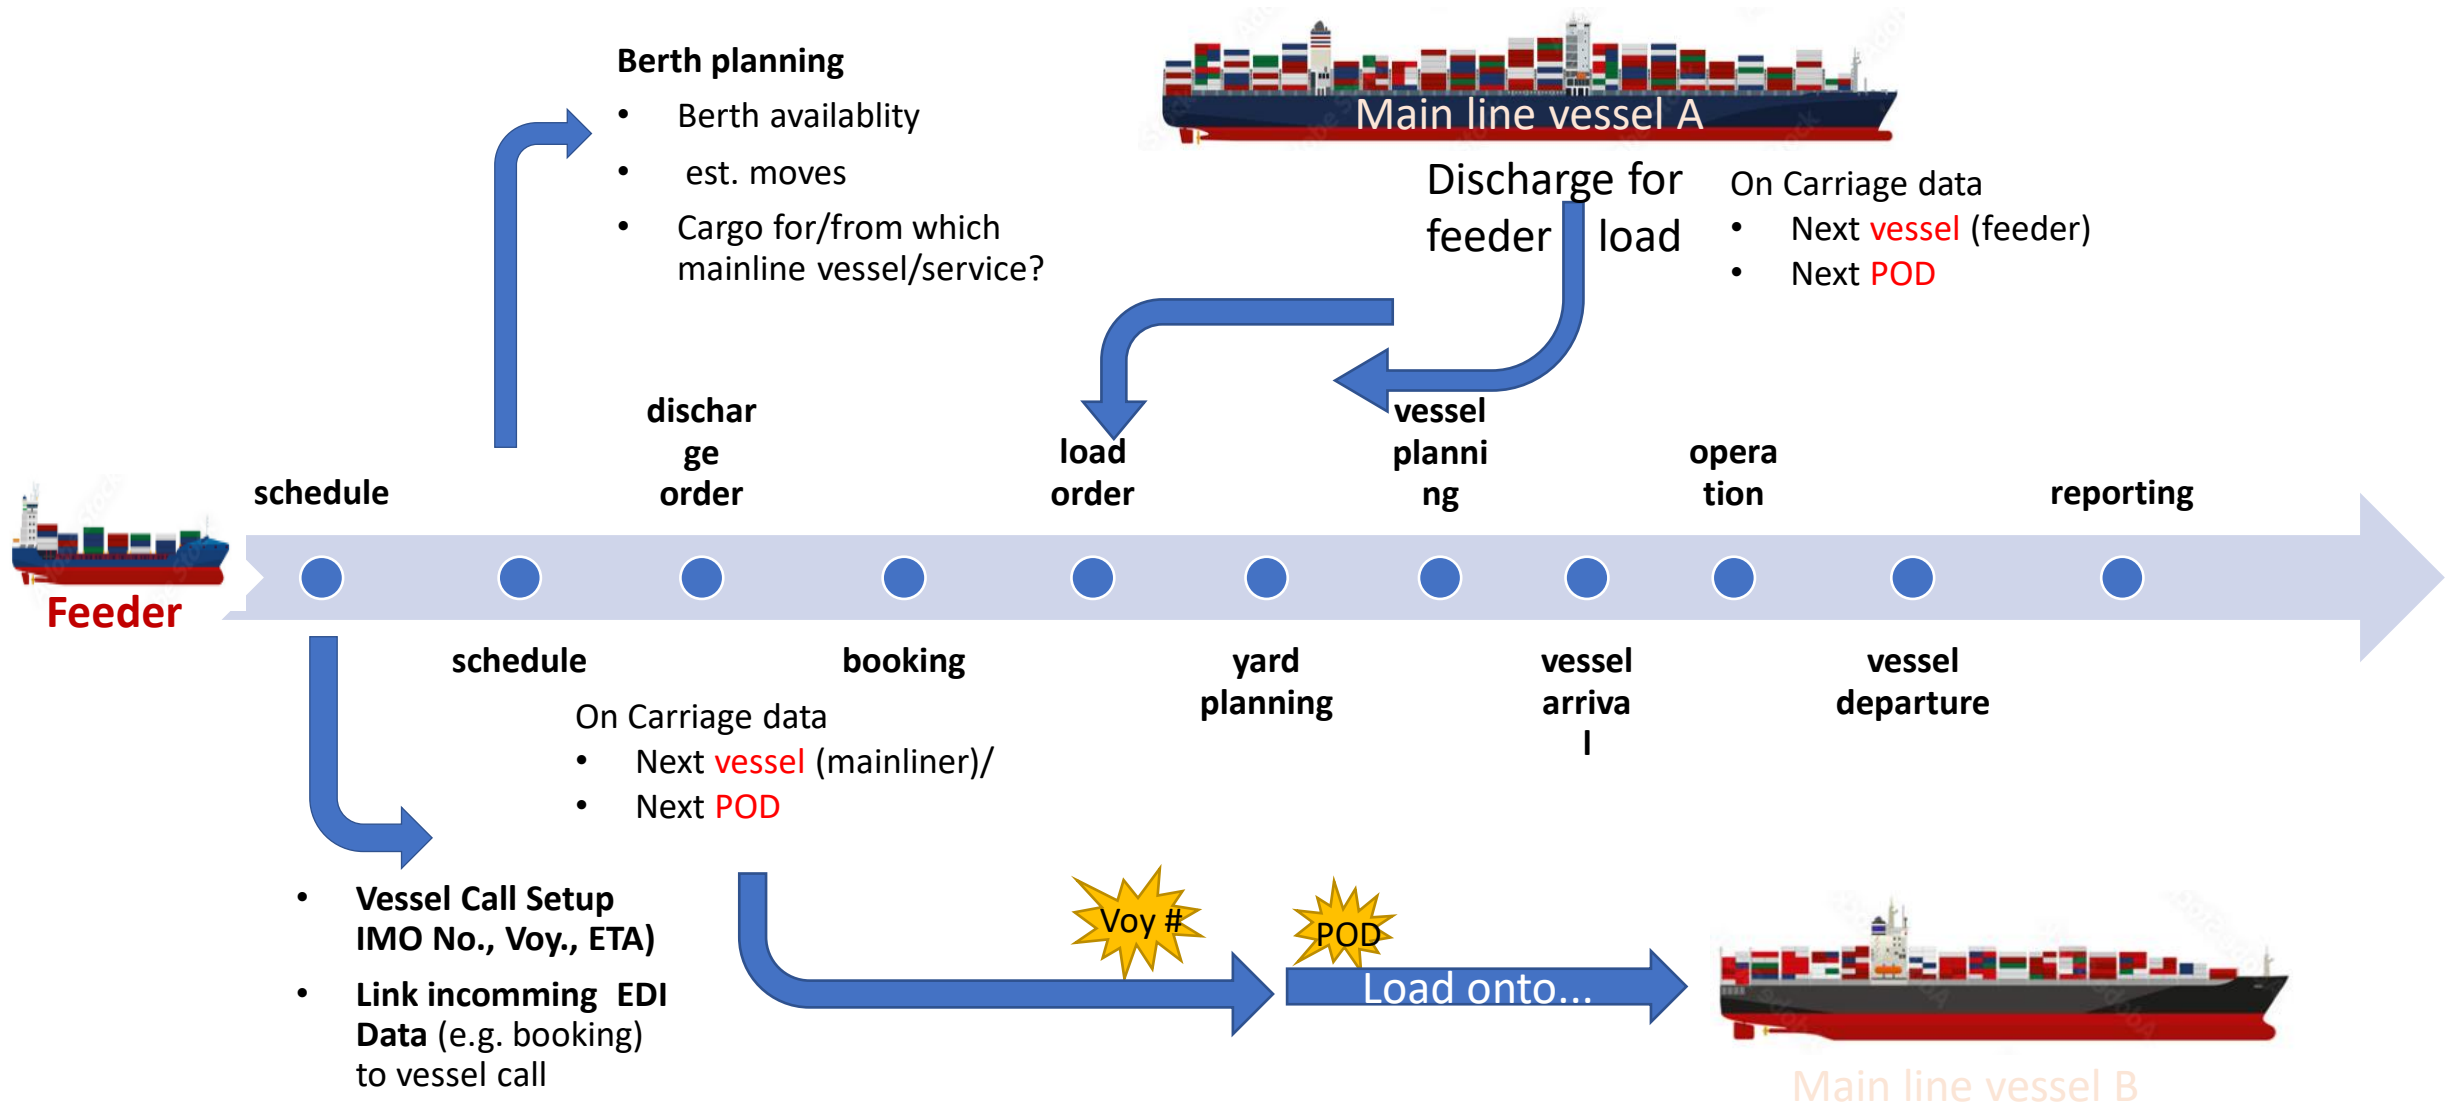 Berth planning
• Berth availablity
• est. moves
• Cargo for/from which
mainline vessel/service?
Main line vessel A
Discharge for
feeder load
On Carriage data
• Next vessel (feeder)
• Next POD
schedule
dischar
ge
order
load
order
vessel
planni
ng
opera
tion
reporting
Feeder
schedule
booking
yard
planning
vessel
arriva
l
vessel
departure
On Carriage data
• Next vessel (mainliner)/
• Next POD
• Vessel Call Setup
IMO No., Voy., ETA)
• Link incomming EDI
Data (e.g. booking)
to vessel call
Voy #
POD
Load onto...
Main line vessel B